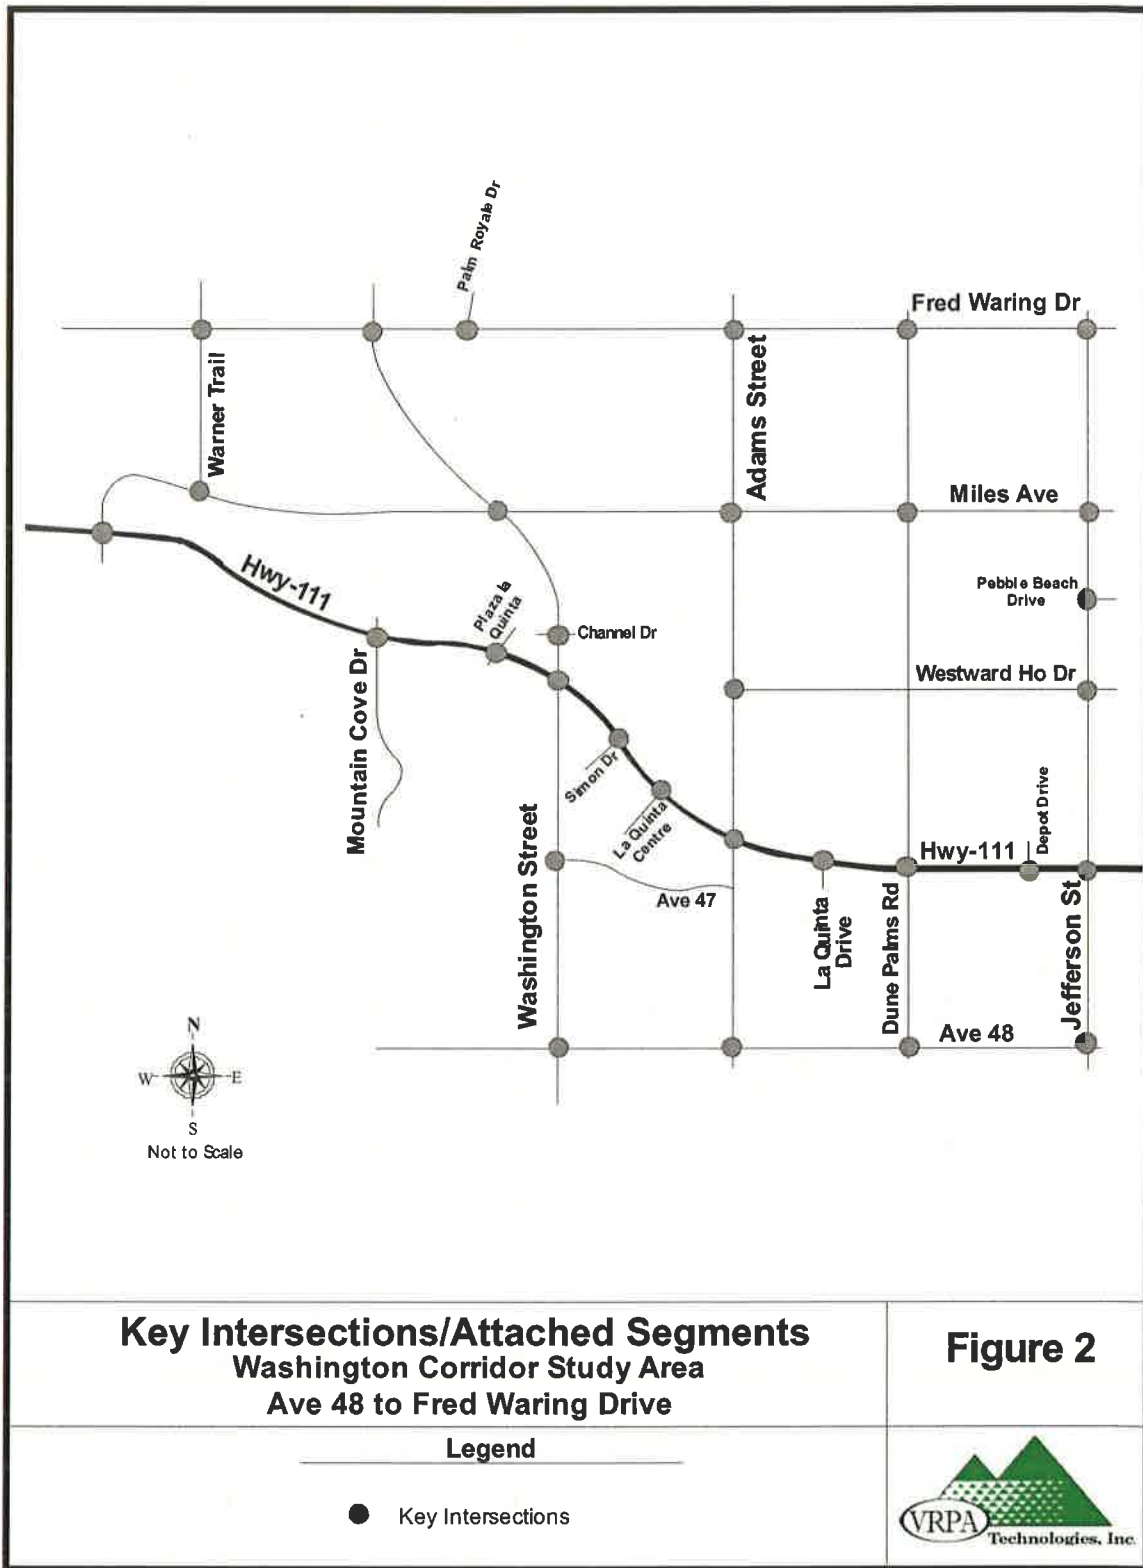 Palm Royale Dr
Fred Waring Dr
Warner Trail
Adams Street
Miles Ave
Hwy-111
Pebble Beach
Drive
Plaza la
Quinta
Channel Dr
Westward Ho Dr
Mountain Cove Dr
Simon Dr
La Quinta
Centre
Depot Drive
Hwy-111
Washington Street
Ave 47
La Quinta
Drive
Dune Palms Rd
Jefferson St
Ave 48
N
W
E
S
Not to Scale
Key Intersections/Attached Segments
Washington Corridor Study Area
Ave 48 to Fred Waring Drive
Figure 2
Legend
Key Intersections
VRPA
Technologies, Inc